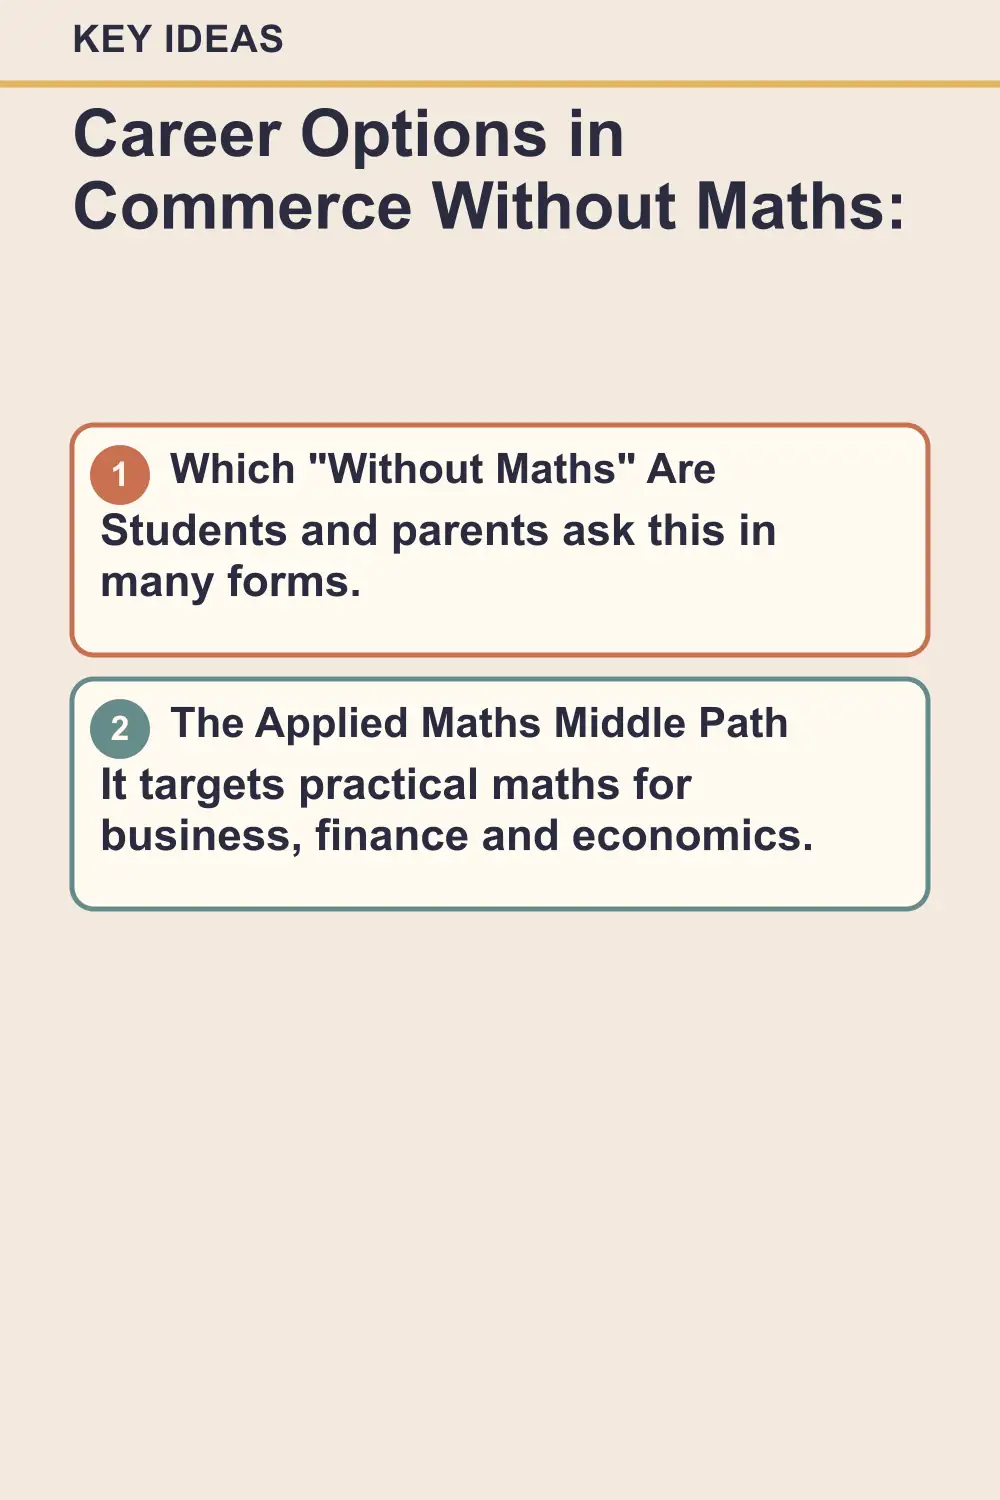 KEY IDEAS
Career Options in
Commerce Without Maths:
1 Which "Without Maths" Are
Students and parents ask this in
many forms.
2 The Applied Maths Middle Path
It targets practical maths for
business, finance and economics.